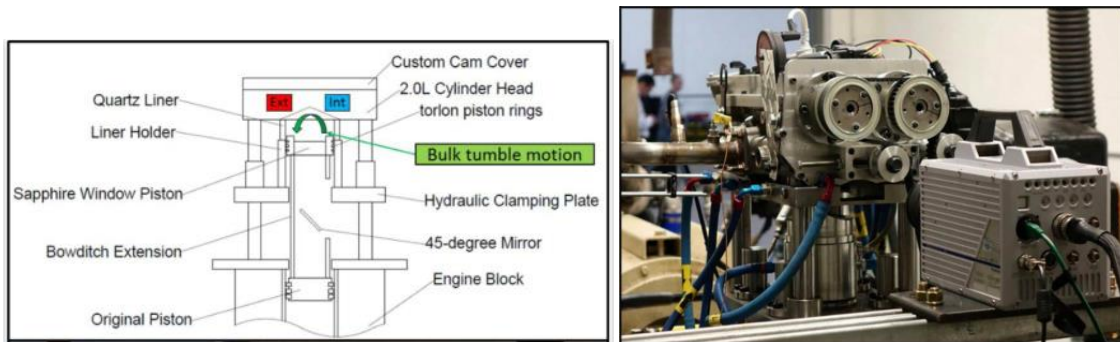 Custom Cam Cover
Quartz Liner
Ext
Int
2.0L Cylinder Head
torlon piston rings
Liner Holder
Bulk tumble motion
Sapphire Window Piston
Hydraulic Clamping Plate
Bowditch Extension
45-degree Mirror
Engine Block
Original Piston